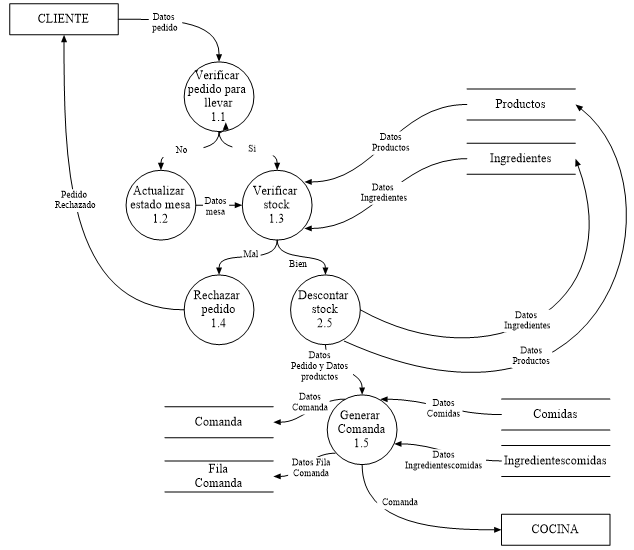 CLIENTE
Datos
pedido
Verificar
pedido para
llevar
1.1
Productos
No
Si
Datos
Productos
Ingredientes
Actualizar
estado mesa
1.2
Datos
mesa
Verificar
stock
1.3
Datos
Ingredientes
Pedido
Rechazado
Mal
Bien
Rechazar
pedido
1.4
Descontar
stock
2.5
Datos
Ingredientes
Datos
Productos
Datos
Pedido y Datos
productos
Datos
Comanda
Comanda
Generar
Comanda
1.5
Datos
Comidas
Comidas
Fila
Comanda
Datos Fila
Comanda
Datos
Ingredientescomidas
Ingredientescomidas
Comanda
COCINA